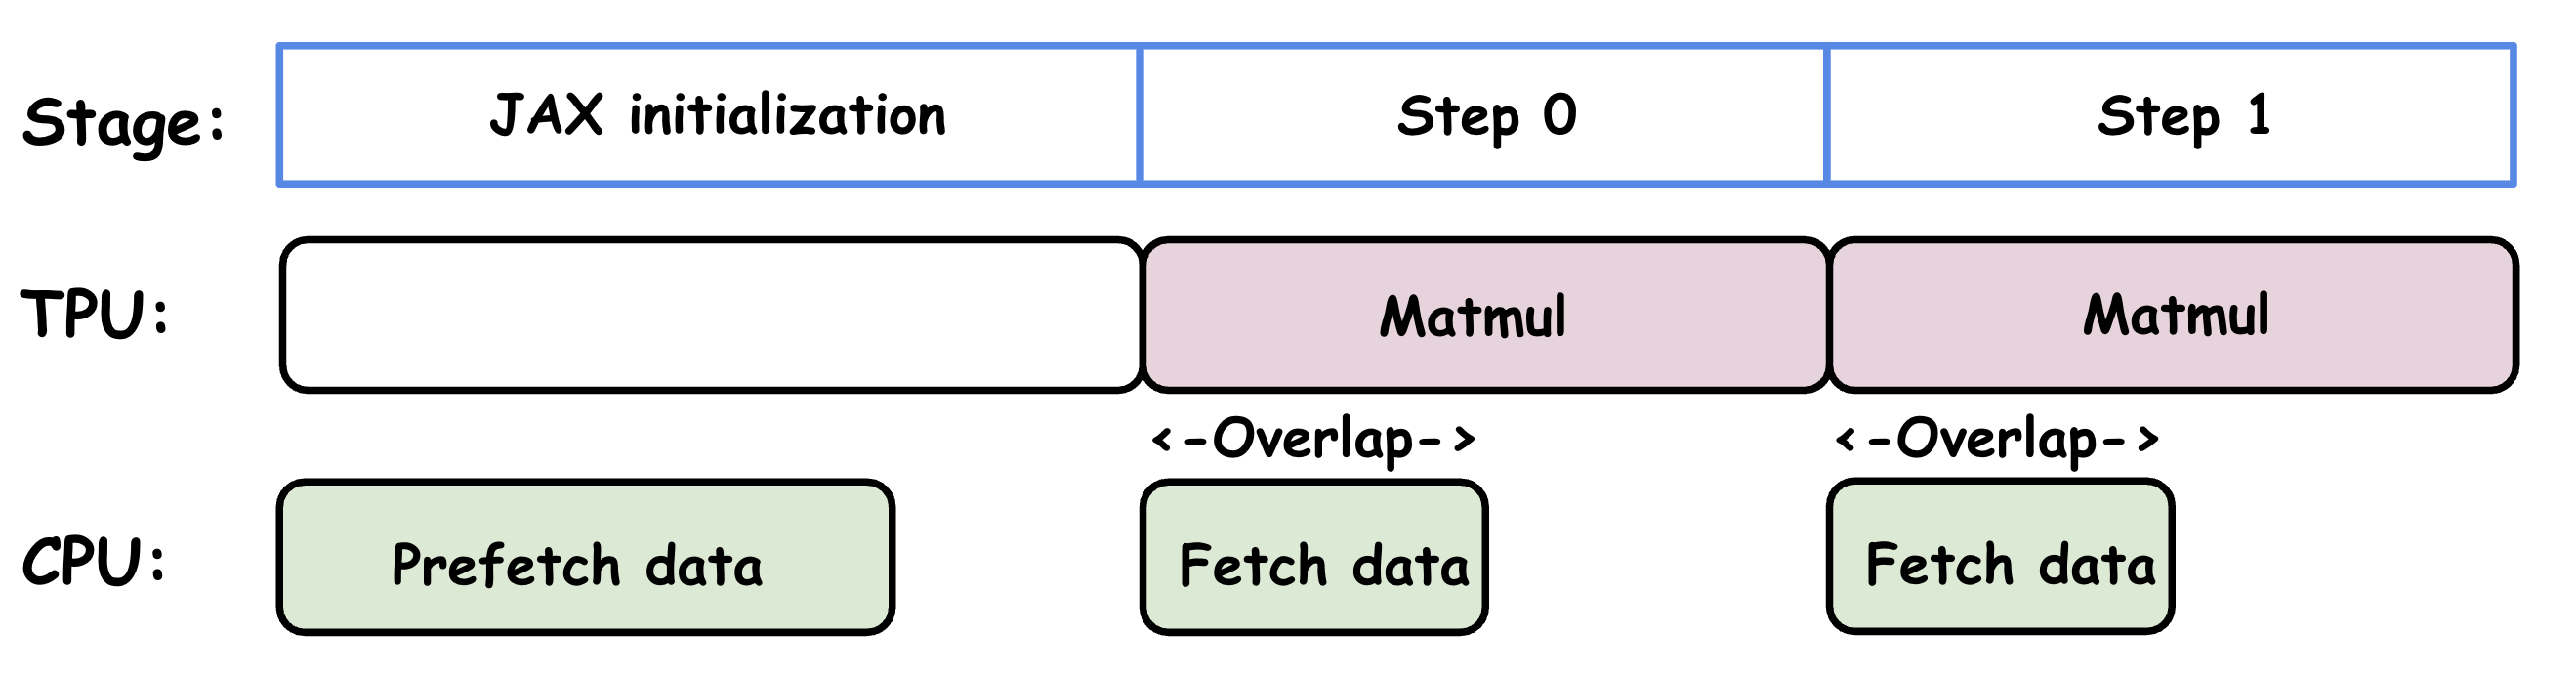 Stage: JAX initialization Step 0 Step 1
TPU: Matmul Matmul
<-Overlap-> <-Overlap->
CPU: Prefetch data Fetch data Fetch data